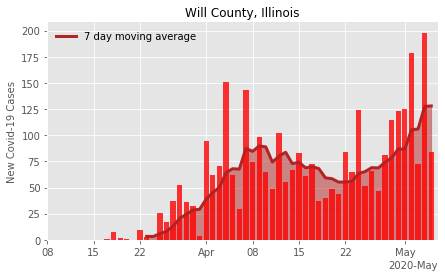 Will County, Illinois
7 day moving average
New Covid-19 Cases
200
175
150
125
100
75
50
25
0
08 15 22 Apr 08 15 22 May
2020-May